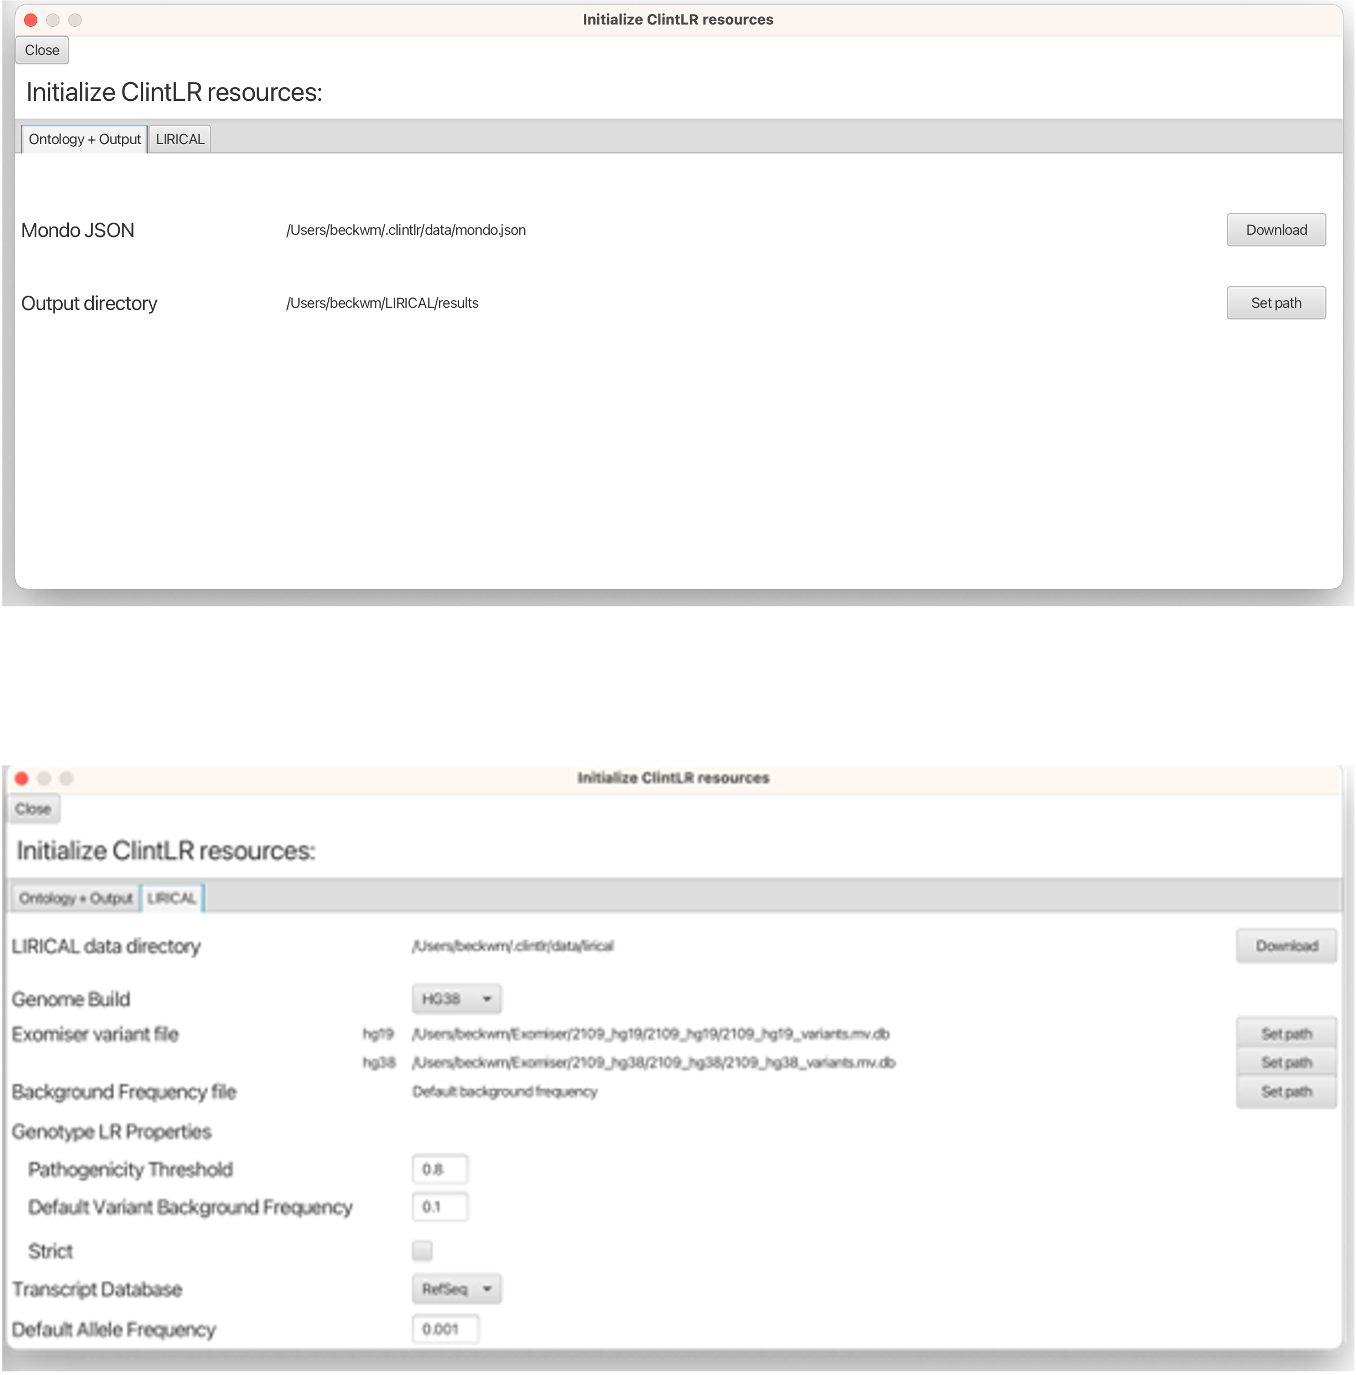 Initialize ClintLR resources
Close
Initialize ClintLR resources:
Ontology + Output LIRICAL
Mondo JSON /Users/beckwm/.clintlr/data/mondo.json Download
Output directory /Users/beckwm/LIRICAL/results Set path
Initialize ClintLR resources
Close
Initialize ClintLR resources:
Ontology + Output LIRICAL
LIRICAL data directory /Users/beckwm/.clintlr/data/lirical Download
Genome Build HG38
Exomiser variant file hg19 /Users/beckwm/Exomiser/2109_hg19/2109_hg19/2109_hg19_variants.mv.db Set path
hg38 /Users/beckwm/Exomiser/2109_hg38/2109_hg38/2109_hg38_variants.mv.db Set path
Background Frequency file Default background frequency Set path
Genotype LR Properties
Pathogenicity Threshold 0.8
Default Variant Background Frequency 0.1
Strict
Transcript Database RefSeq
Default Allele Frequency 0.001